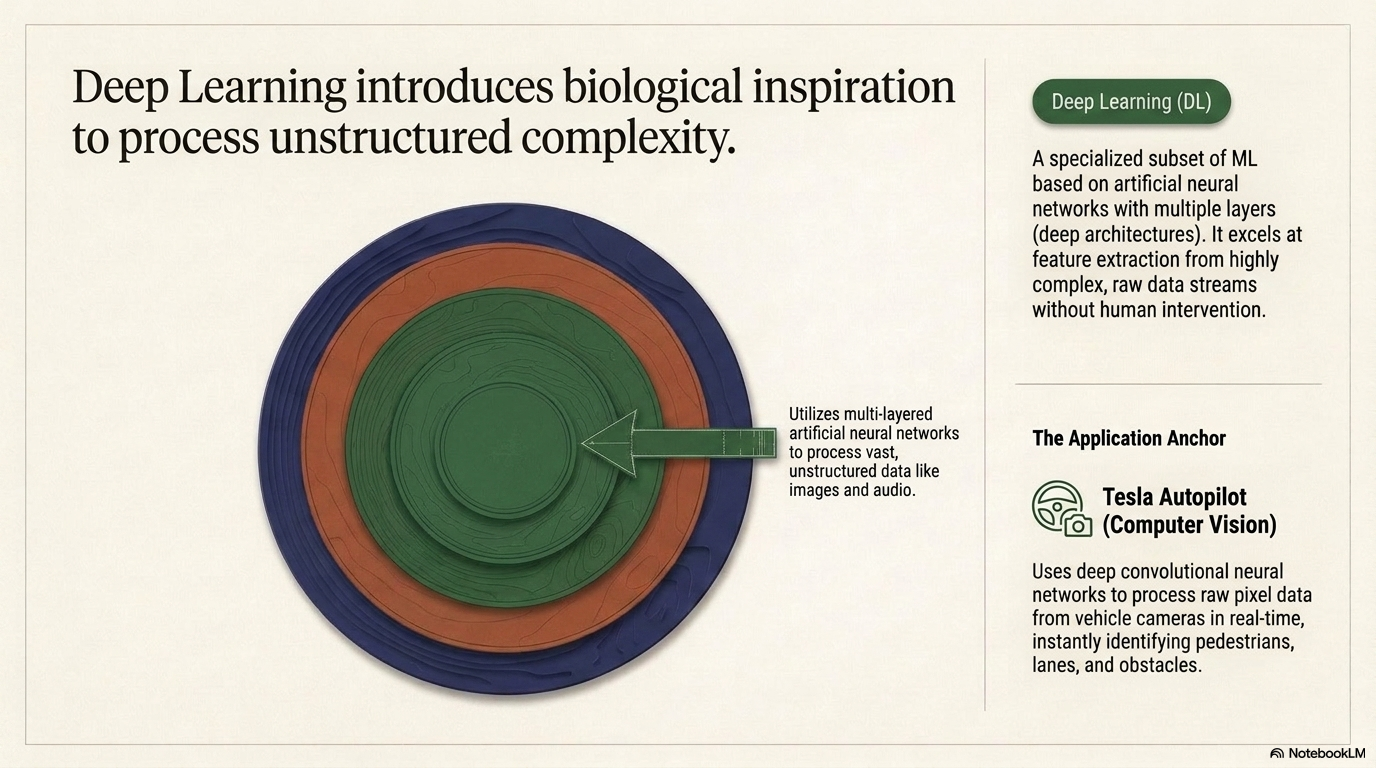 Deep Learning introduces biological inspiration
to process unstructured complexity.
Utilizes multi-layered
artificial neural networks
to process vast,
unstructured data like
images and audio.
Deep Learning (DL)
A specialized subset of ML
based on artificial neural
networks with multiple layers
(deep architectures). It excels at
feature extraction from highly
complex, raw data streams
without human intervention.
The Application Anchor
Tesla Autopilot
(Computer Vision)
Uses deep convolutional neural
networks to process raw pixel data
from vehicle cameras in real-time,
instantly identifying pedestrians,
lanes, and obstacles.
NotebookLM